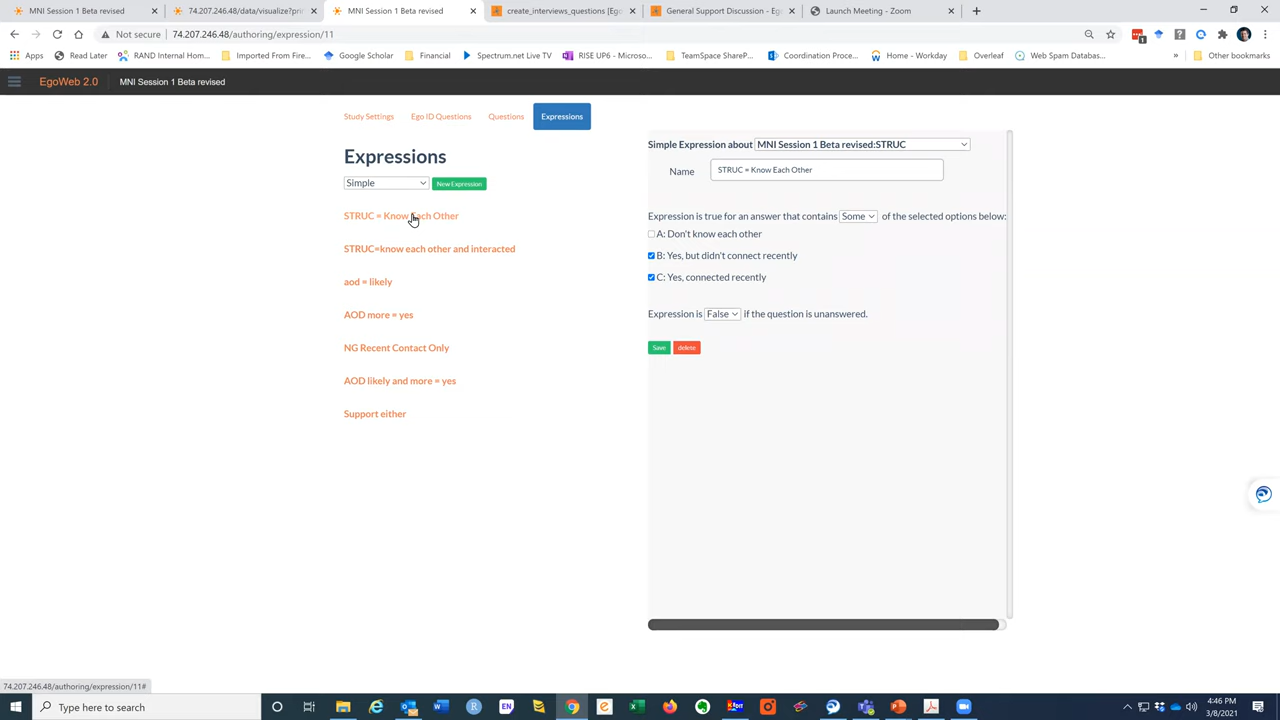 MNI Session 1 Beta revised
74.207.246.48/data/visualize?pri
MNI Session 1 Beta revised
create_interviews_questions [Ego
General Support Discussion - Eg
Launch Meeting - Zoom
Not secure
74.207.246.48/authoring/expression/11
Apps
Read Later
RAND Internal Hom...
Imported From Fire...
Google Scholar
Financial
Spectrum.net Live TV
RISE UP6 - Microso...
TeamSpace ShareP...
Coordination Proce...
Home - Workday
Overleaf
Web Spam Databas...
Other bookmarks
EgoWeb 2.0
MNI Session 1 Beta revised
Study Settings
Ego ID Questions
Questions
Expressions
Expressions
Simple
New Expression
STRUC = Know Each Other
STRUC=know each other and interacted
aod = likely
AOD more = yes
NG Recent Contact Only
AOD likely and more = yes
Support either
Simple Expression about MNI Session 1 Beta revised:STRUC
Name STRUC = Know Each Other
Expression is true for an answer that contains Some of the selected options below:
A: Don't know each other
B: Yes, but didn't connect recently
C: Yes, connected recently
Expression is False if the question is unanswered.
Save delete
74.207.246.48/authoring/expression/11#
Type here to search
4:46 PM
3/8/2021